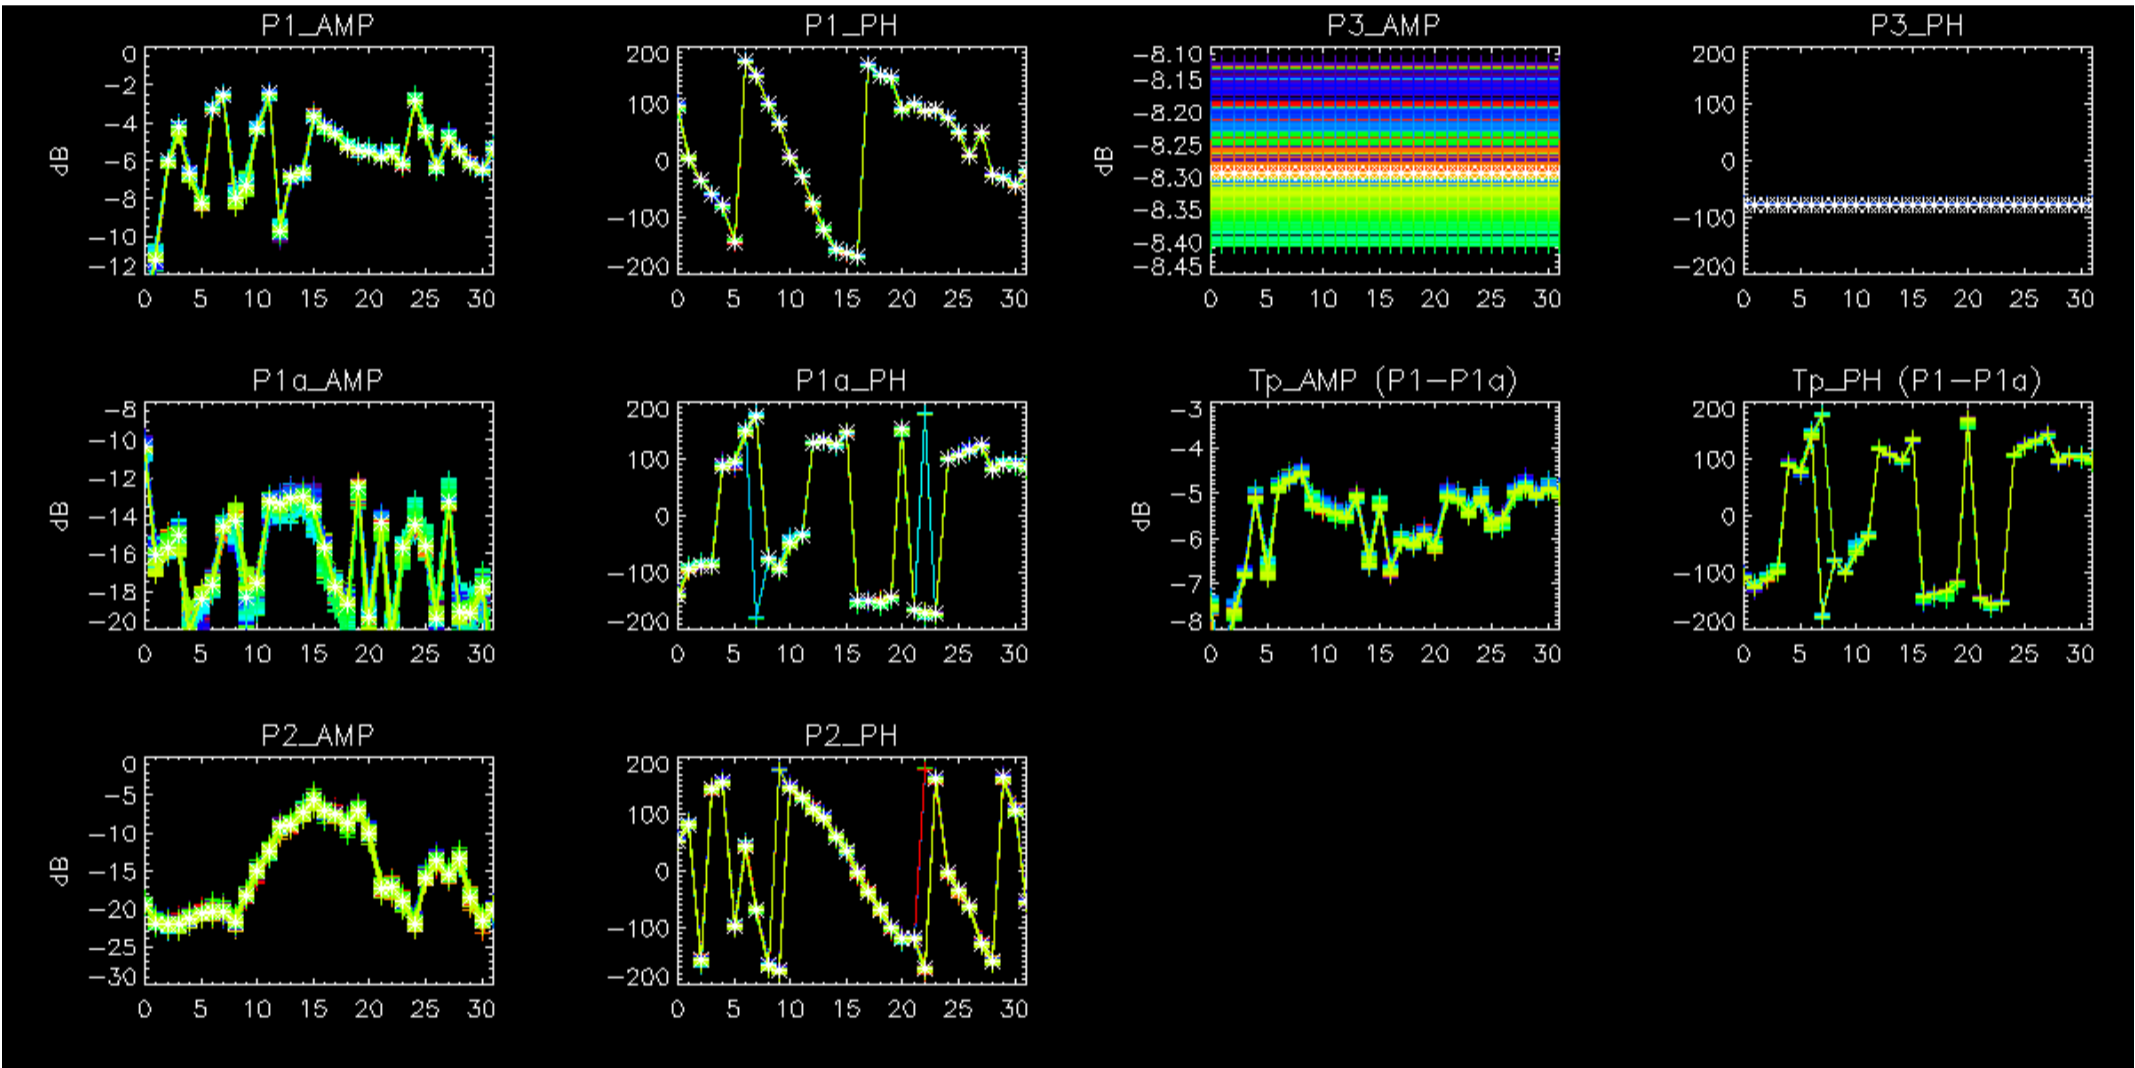 P1_AMP
P1_PH
P3_AMP
P3_PH
0
-2
-4
-6
-8
-10
-12
dB
0 5 10 15 20 25 30
200
100
0
-100
-200
0 5 10 15 20 25 30
-8.10
-8.15
-8.20
-8.25
-8.30
-8.35
-8.40
-8.45
dB
0 5 10 15 20 25 30
200
100
0
-100
-200
0 5 10 15 20 25 30
P1a_AMP
P1a_PH
Tp_AMP (P1-P1a)
Tp_PH (P1-P1a)
-8
-10
-12
-14
-16
-18
-20
dB
0 5 10 15 20 25 30
200
100
0
-100
-200
0 5 10 15 20 25 30
-3
-4
-5
-6
-7
-8
dB
0 5 10 15 20 25 30
200
100
0
-100
-200
0 5 10 15 20 25 30
P2_AMP
P2_PH
0
-5
-10
-15
-20
-25
-30
dB
0 5 10 15 20 25 30
200
100
0
-100
-200
0 5 10 15 20 25 30